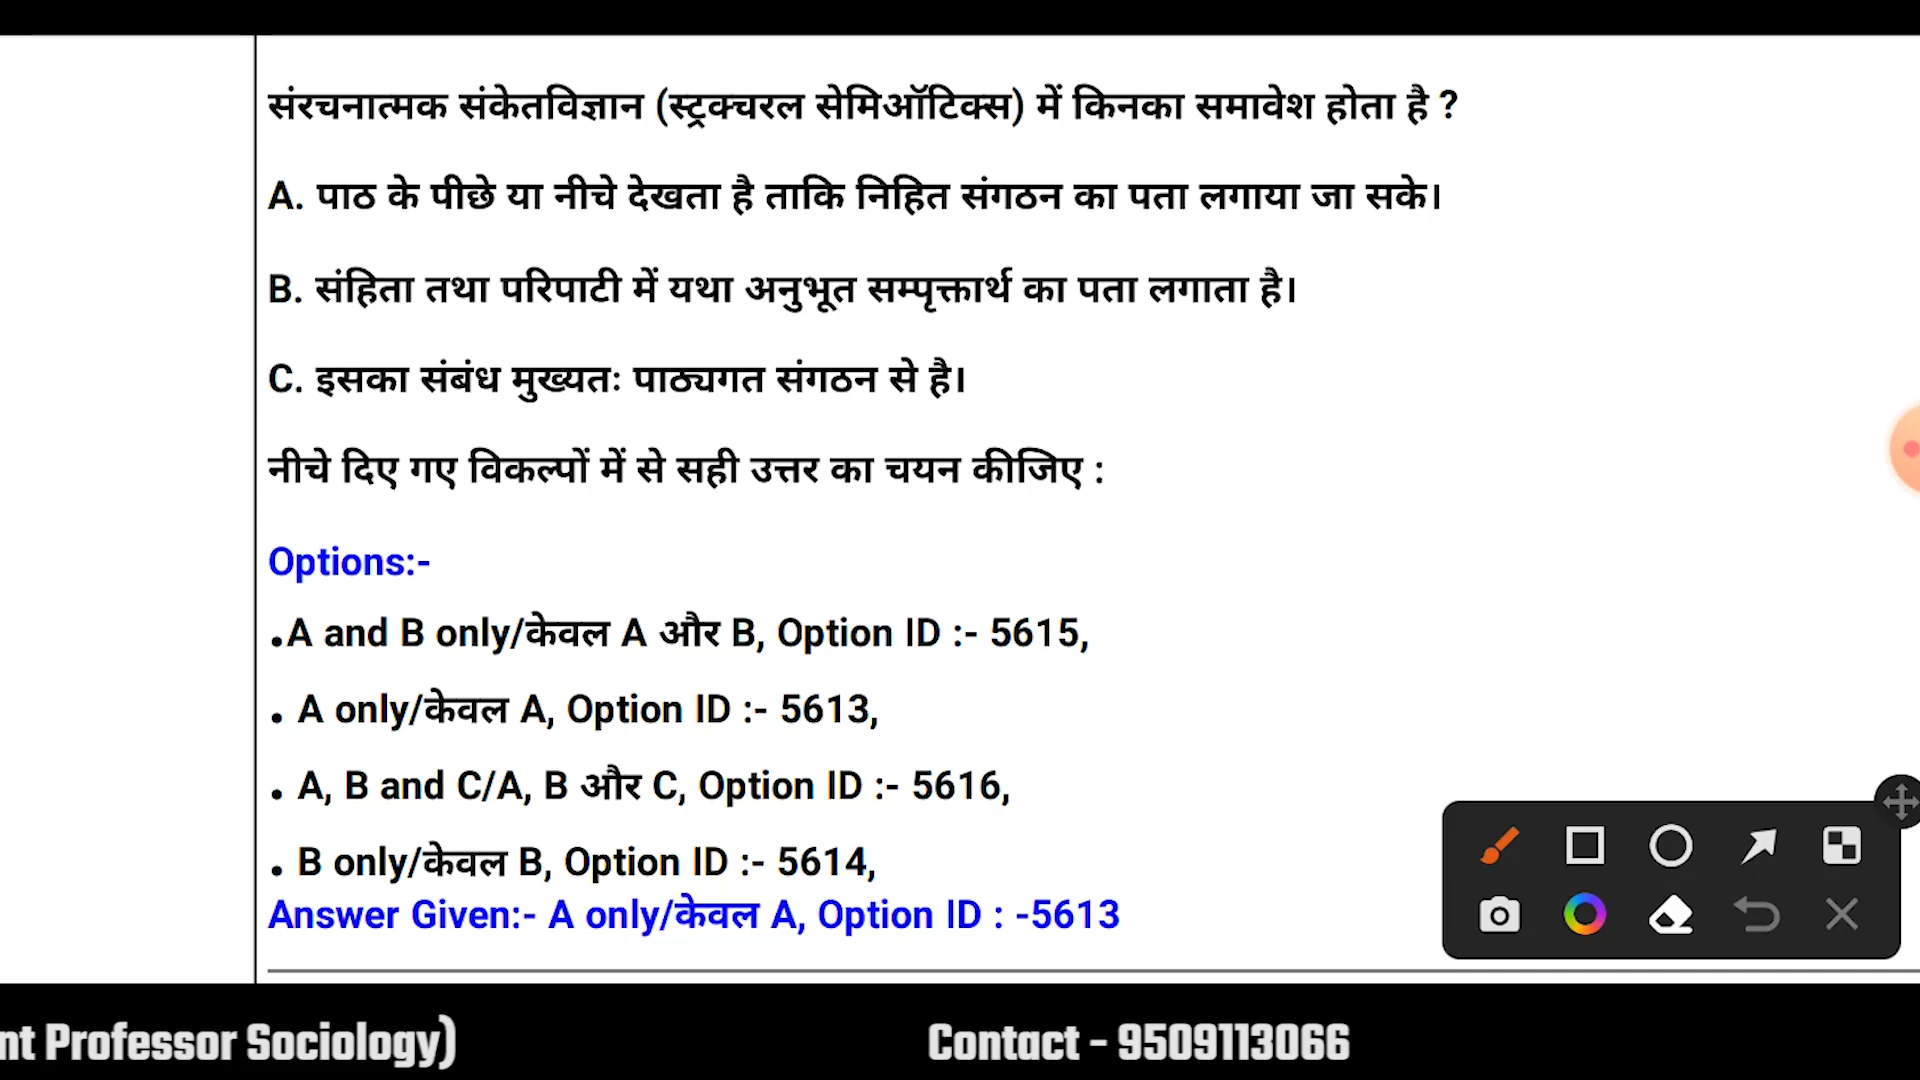 संरचनात्मक संकेतविज्ञान (स्ट्रक्चरल सेमिऑटिक्स) में किनका समावेश होता है ?
A. पाठ के पीछे या नीचे देखता है ताकि निहित संगठन का पता लगाया जा सके।
B. संहिता तथा परिपाटी में यथा अनुभूत सम्पृक्तार्थ का पता लगाता है।
C. इसका संबंध मुख्यतः पाठ्यगत संगठन से है।
नीचे दिए गए विकल्पों में से सही उत्तर का चयन कीजिए :
Options:-
.A and B only/केवल A और B, Option ID :- 5615,
. A only/केवल A, Option ID :- 5613,
. A, B and C/A, B और C, Option ID :- 5616,
. B only/केवल B, Option ID :- 5614,
Answer Given:- A only/केवल A, Option ID : -5613
nt Professor Sociology) Contact - 9509113066